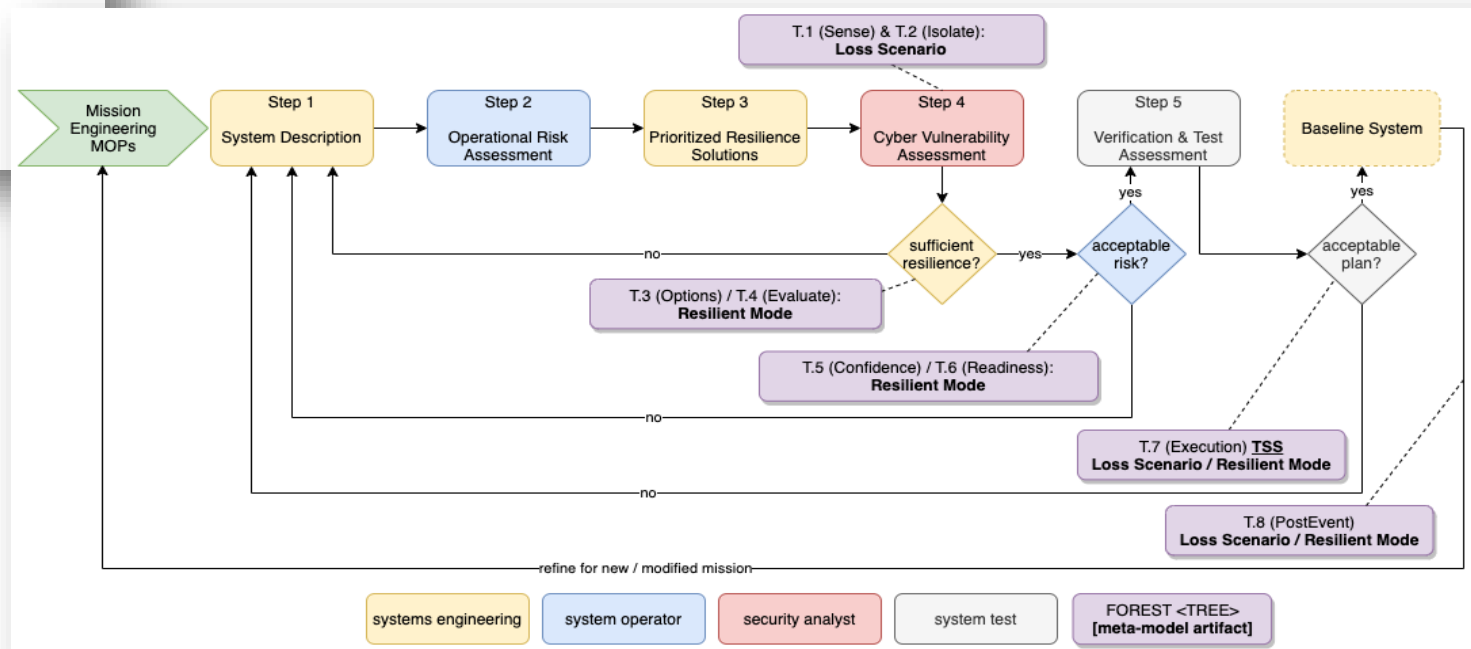 T.1 (Sense) & T.2 (Isolate):
Loss Scenario
Mission
Engineering
MOPs
Step 1
System Description
Step 2
Operational Risk
Assessment
Step 3
Prioritized Resilience
Solutions
Step 4
Cyber Vulnerability
Assessment
Step 5
Verification & Test
Assessment
Baseline System
yes
yes
sufficient
resilience?
yes
acceptable
risk?
acceptable
plan?
no
T.3 (Options) / T.4 (Evaluate):
Resilient Mode
T.5 (Confidence) / T.6 (Readiness):
Resilient Mode
no
T.7 (Execution) TSS
Loss Scenario / Resilient Mode
no
T.8 (PostEvent)
Loss Scenario / Resilient Mode
refine for new / modified mission
systems engineering
system operator
security analyst
system test
FOREST <TREE>
[meta-model artifact]